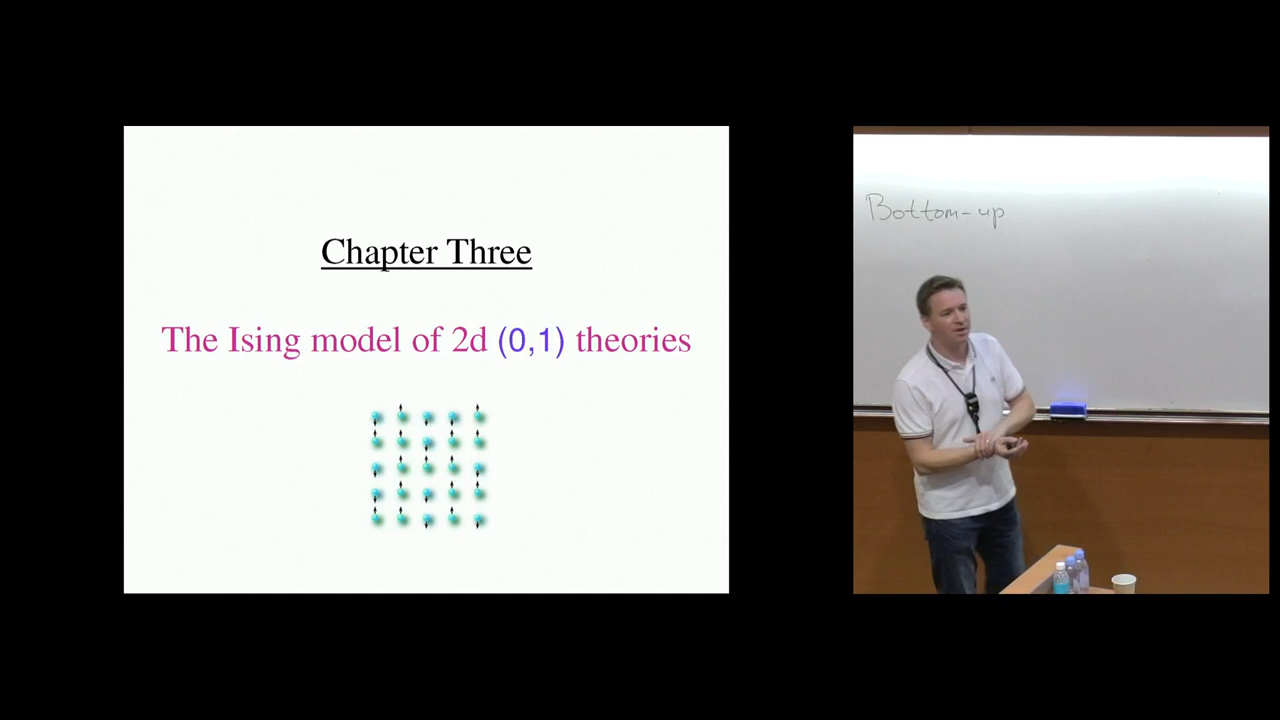 Chapter Three
The Ising model of 2d (0,1) theories
Bottom-up